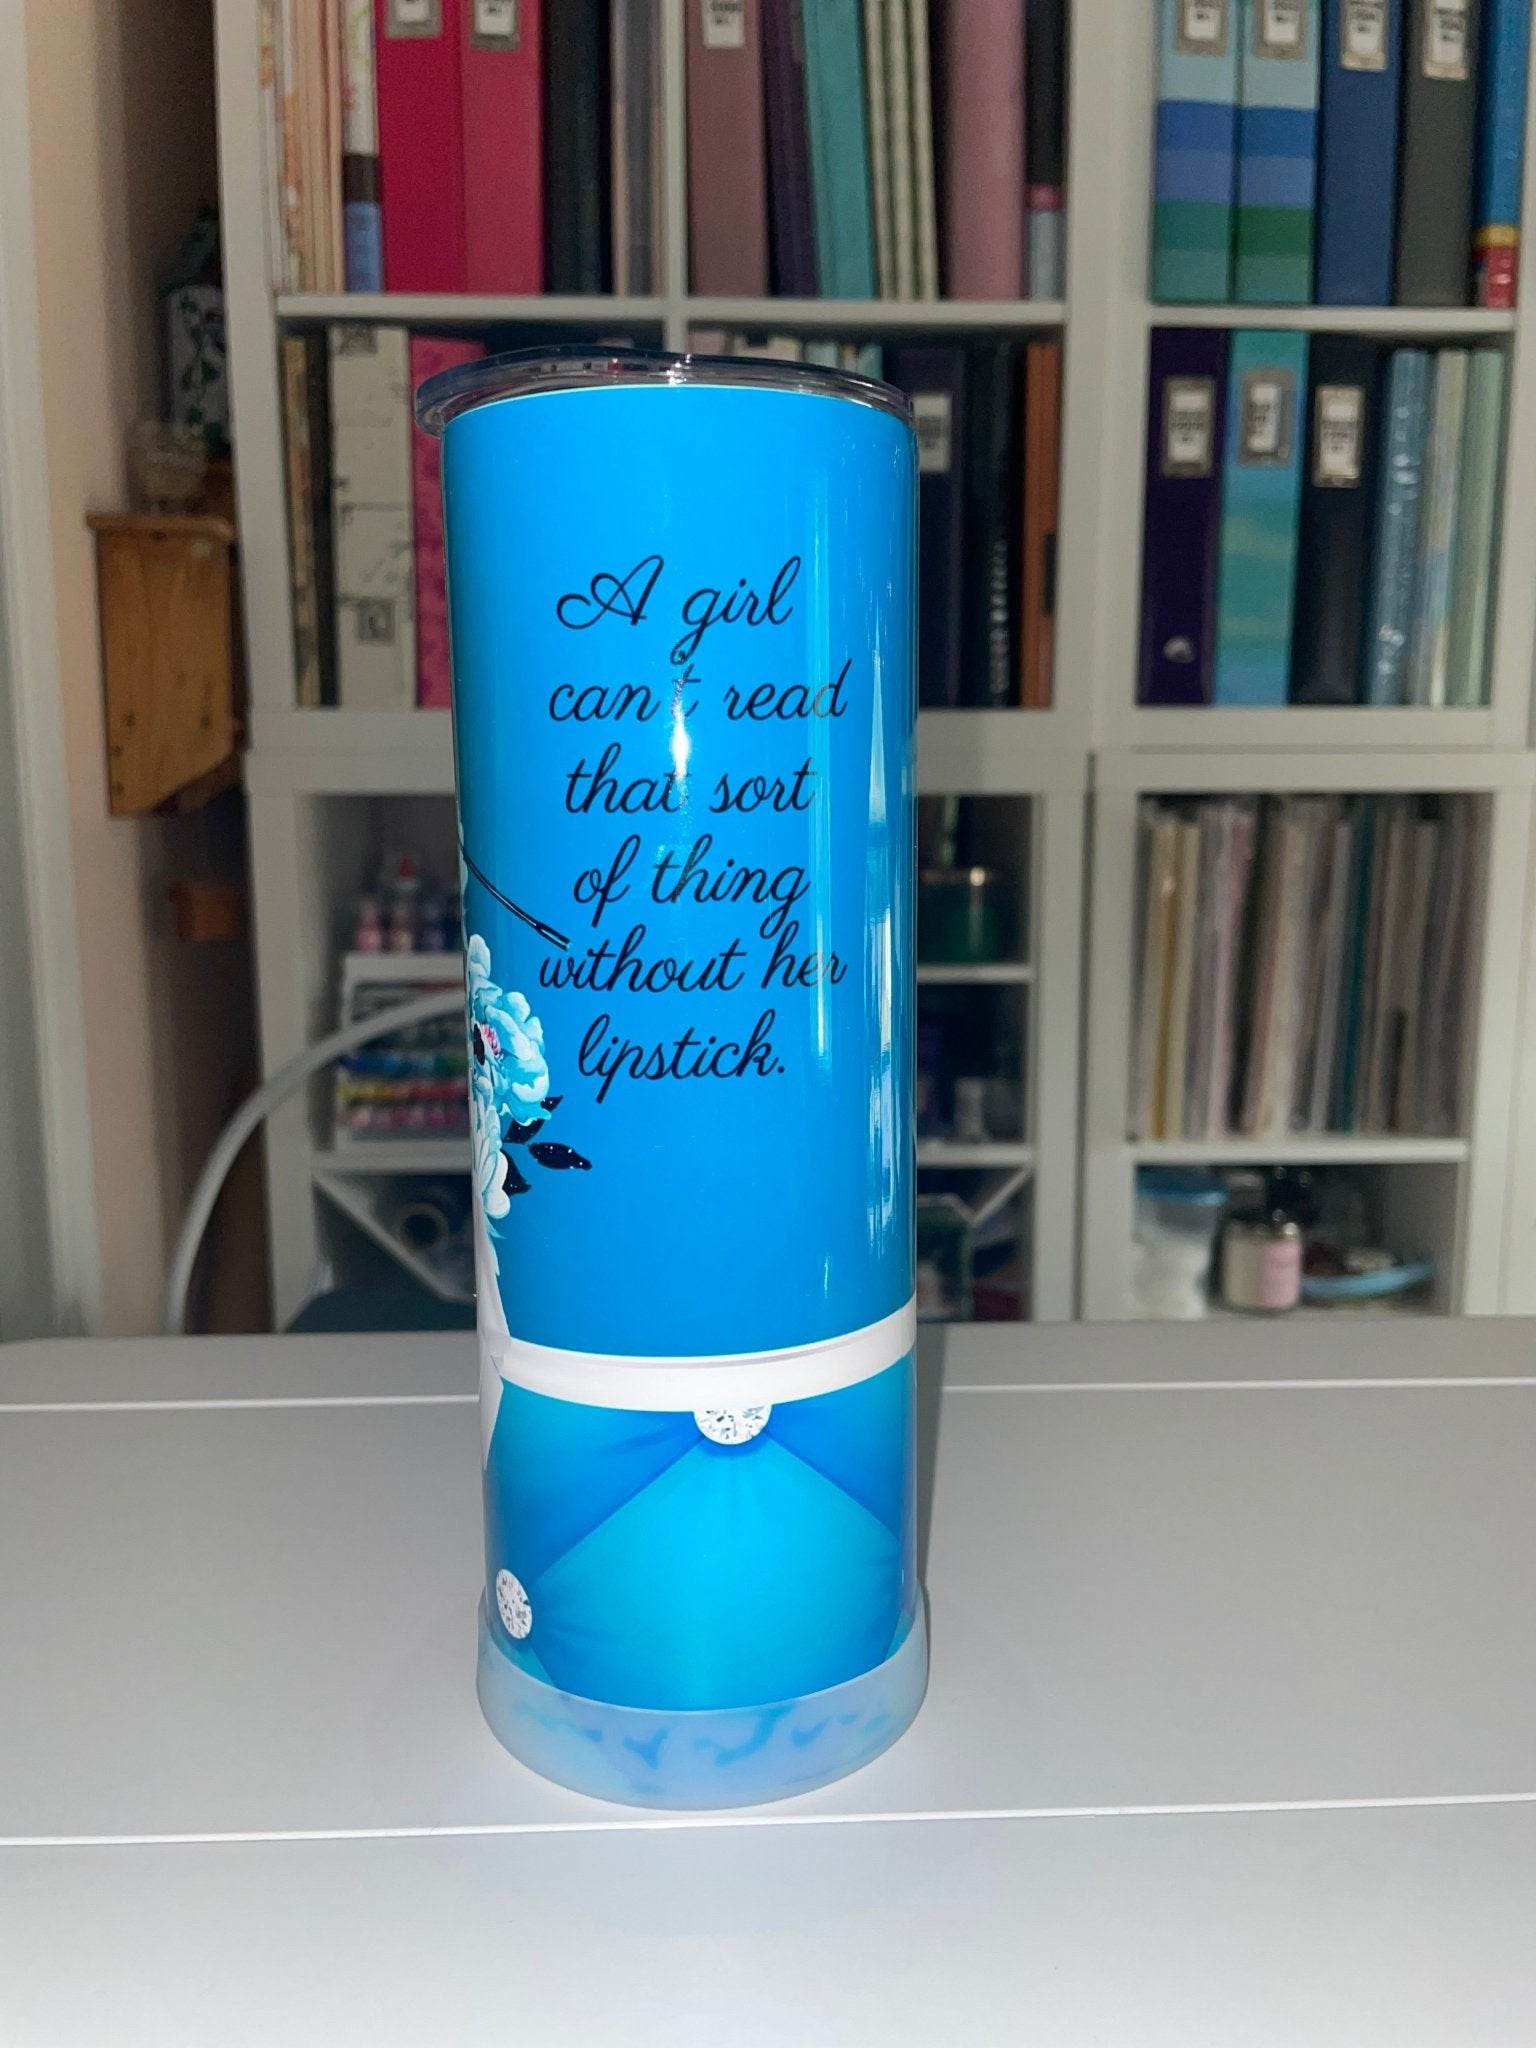 A girl
can't read
that sort
of thing
without her
lipstick.